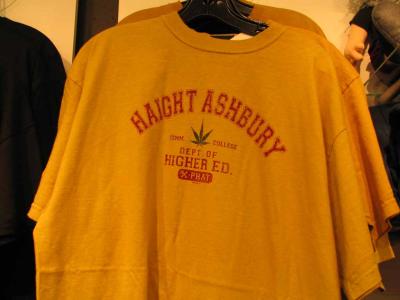 HAIGHT ASHBURY
COMM. COLLEGE
DEPT. OF
HIGHER ED.
X-PHAT